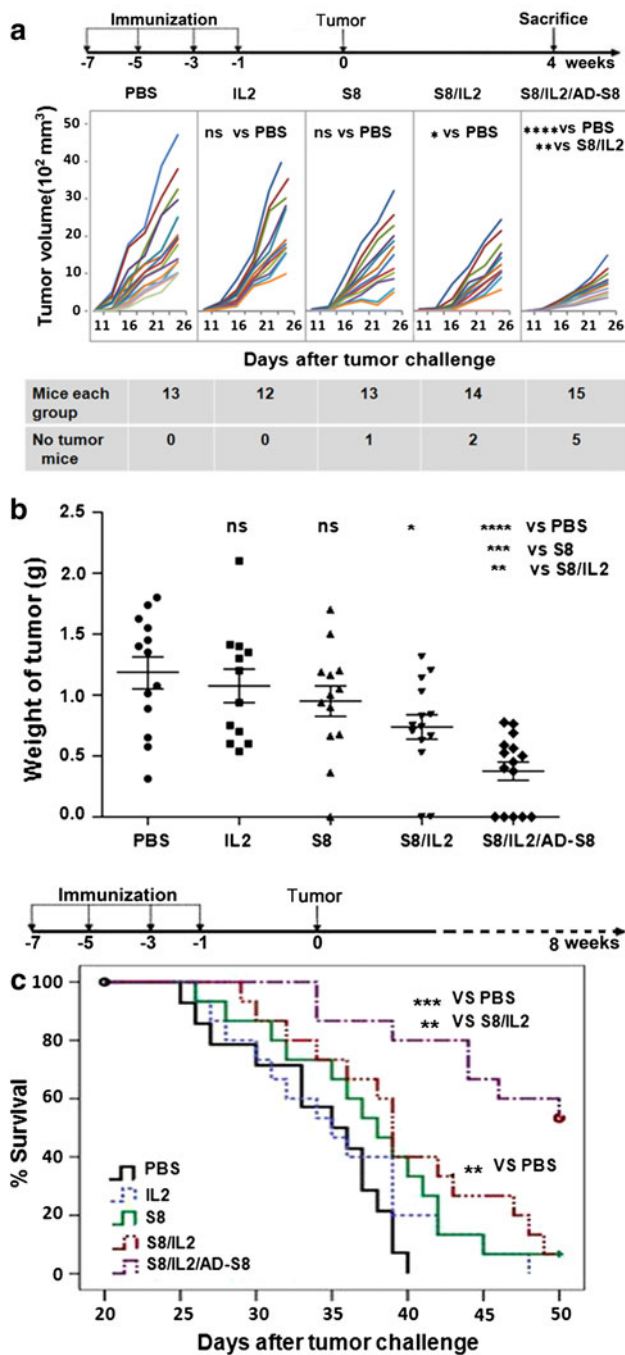 a
Immunization Tumor Sacrifice
-7 -5 -3 -1 0 4 weeks
PBS IL2 S8 S8/IL2 S8/IL2/AD-S8
ns vs PBS ns vs PBS * vs PBS ****vs PBS
**vs S8/IL2
Tumor volume(10² mm³)
50
40
30
20
10
0
11 16 21 26 11 16 21 26 11 16 21 26 11 16 21 26 11 16 21 26
Days after tumor challenge
Mice each group 13 12 13 14 15
No tumor mice 0 0 1 2 5
b
ns ns * **** vs PBS
*** vs S8
** vs S8/IL2
Weight of tumor (g)
2.5
2.0
1.5
1.0
0.5
0.0
PBS IL2 S8 S8/IL2 S8/IL2/AD-S8
Immunization Tumor
-7 -5 -3 -1 0 8 weeks
c
*** VS PBS
** VS S8/IL2
** VS PBS
% Survival
100
80
60
40
20
0
PBS
IL2
S8
S8/IL2
S8/IL2/AD-S8
20 25 30 35 40 45 50
Days after tumor challenge